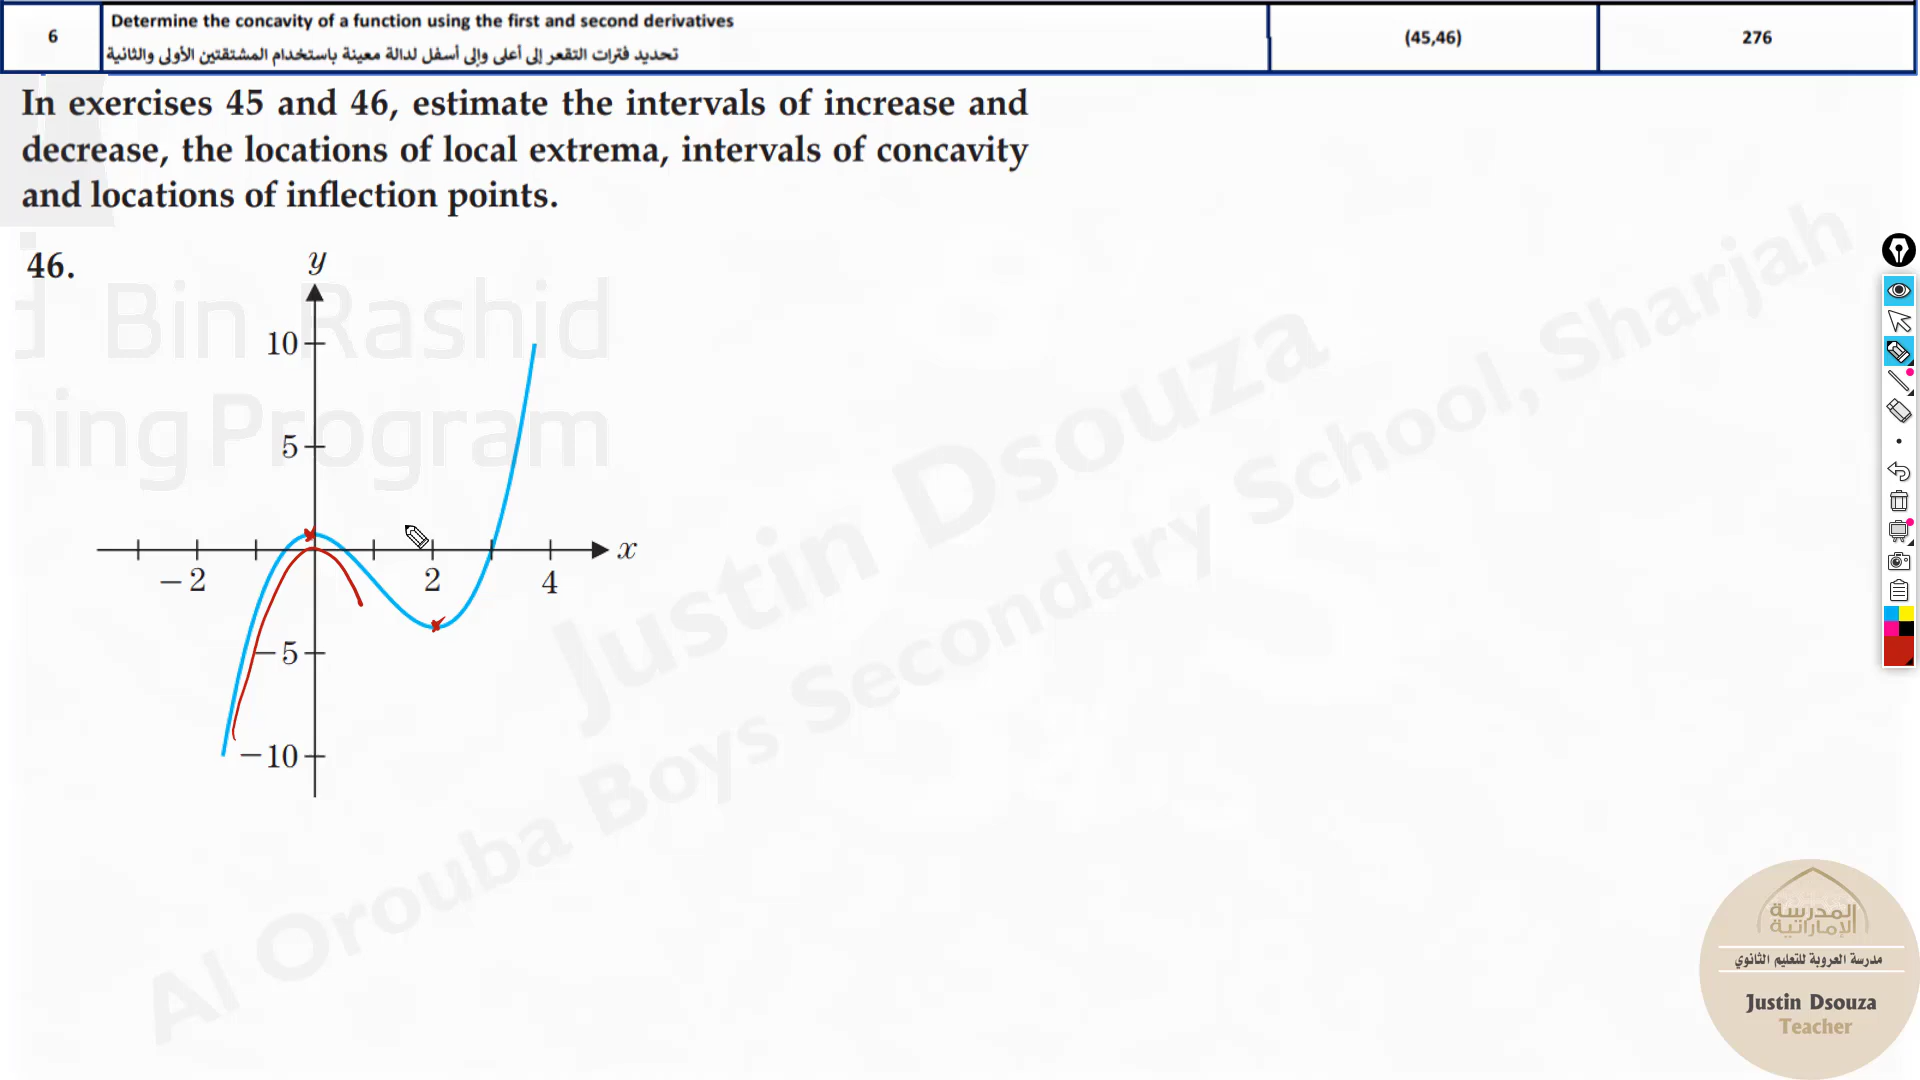 6
Determine the concavity of a function using the first and second derivatives
تحديد فترات التقعر إلى أعلى وإلى أسفل لدالة معينة باستخدام المشتقتين الأولى والثانية
(45,46)
276
In exercises 45 and 46, estimate the intervals of increase and
decrease, the locations of local extrema, intervals of concavity
and locations of inflection points.
46.
y
10
5
x
−2
2
4
−5
−10
d Bin Rashid
ning Program
Justin Dsouza
Al Orouba Boys Secondary School, Sharjah
المدرسة
الإماراتية
مدرسة العروبة للتعليم الثانوي
Justin Dsouza
Teacher